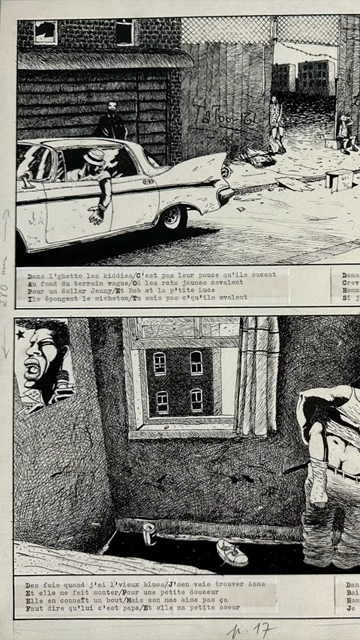 Dans l'ghetto les kiddies/C'est pas leur pouce qu'ils sucent
Au fond du terrain vague/Où les rats jaunes cavalent
Pour un dollar Jenny/Et Bob et la p'tite Luce
Ils épongent le micheton/Tu sais pas c'qu'ils avalent
Dans
Crev
Homm
Si
Des fois quand j'ai l'vieux blues/J'men vais trouver Anna
Et elle me fait monter/Pour une petite douceur
Elle en connaît un bout/Mais son mac aime pas ça
Faut dire qu'lui c'est papa/Et elle ma petite soeur
Dan
Bai
Hom
Je
p. 17